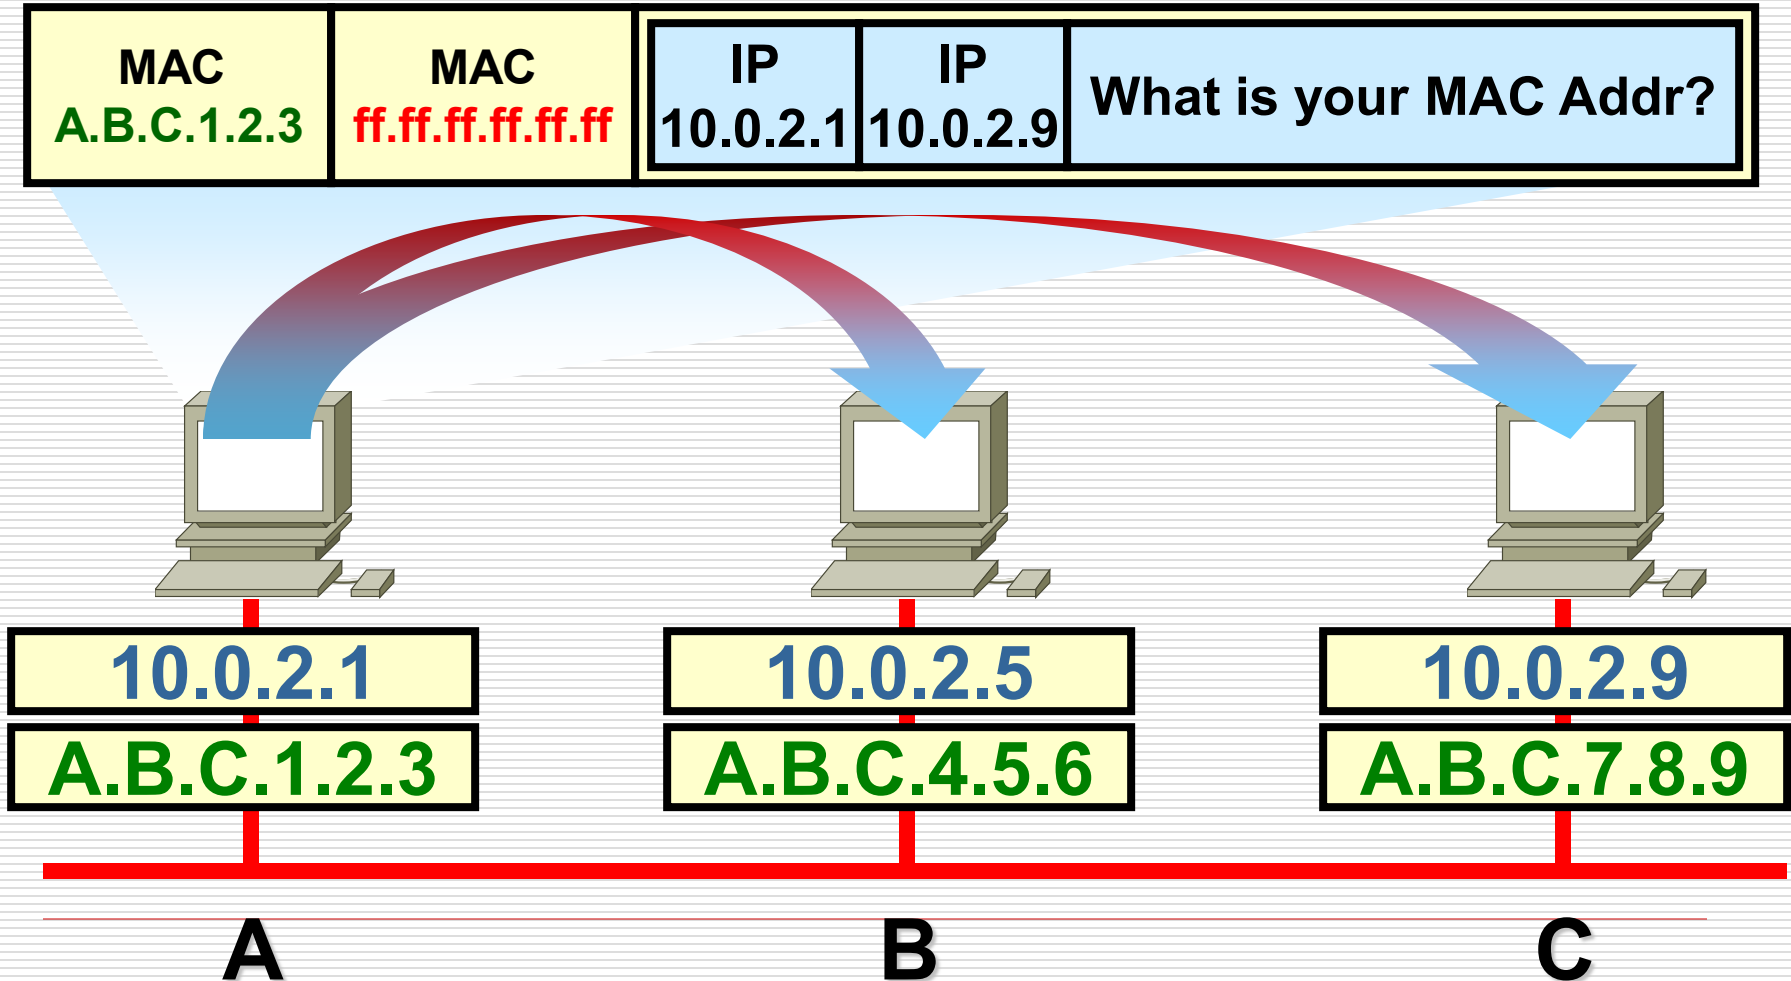 MAC
A.B.C.1.2.3
MAC
ff.ff.ff.ff.ff.ff
IP
10.0.2.1
IP
10.0.2.9
What is your MAC Addr?
10.0.2.1
A.B.C.1.2.3
10.0.2.5
A.B.C.4.5.6
10.0.2.9
A.B.C.7.8.9
A
B
C